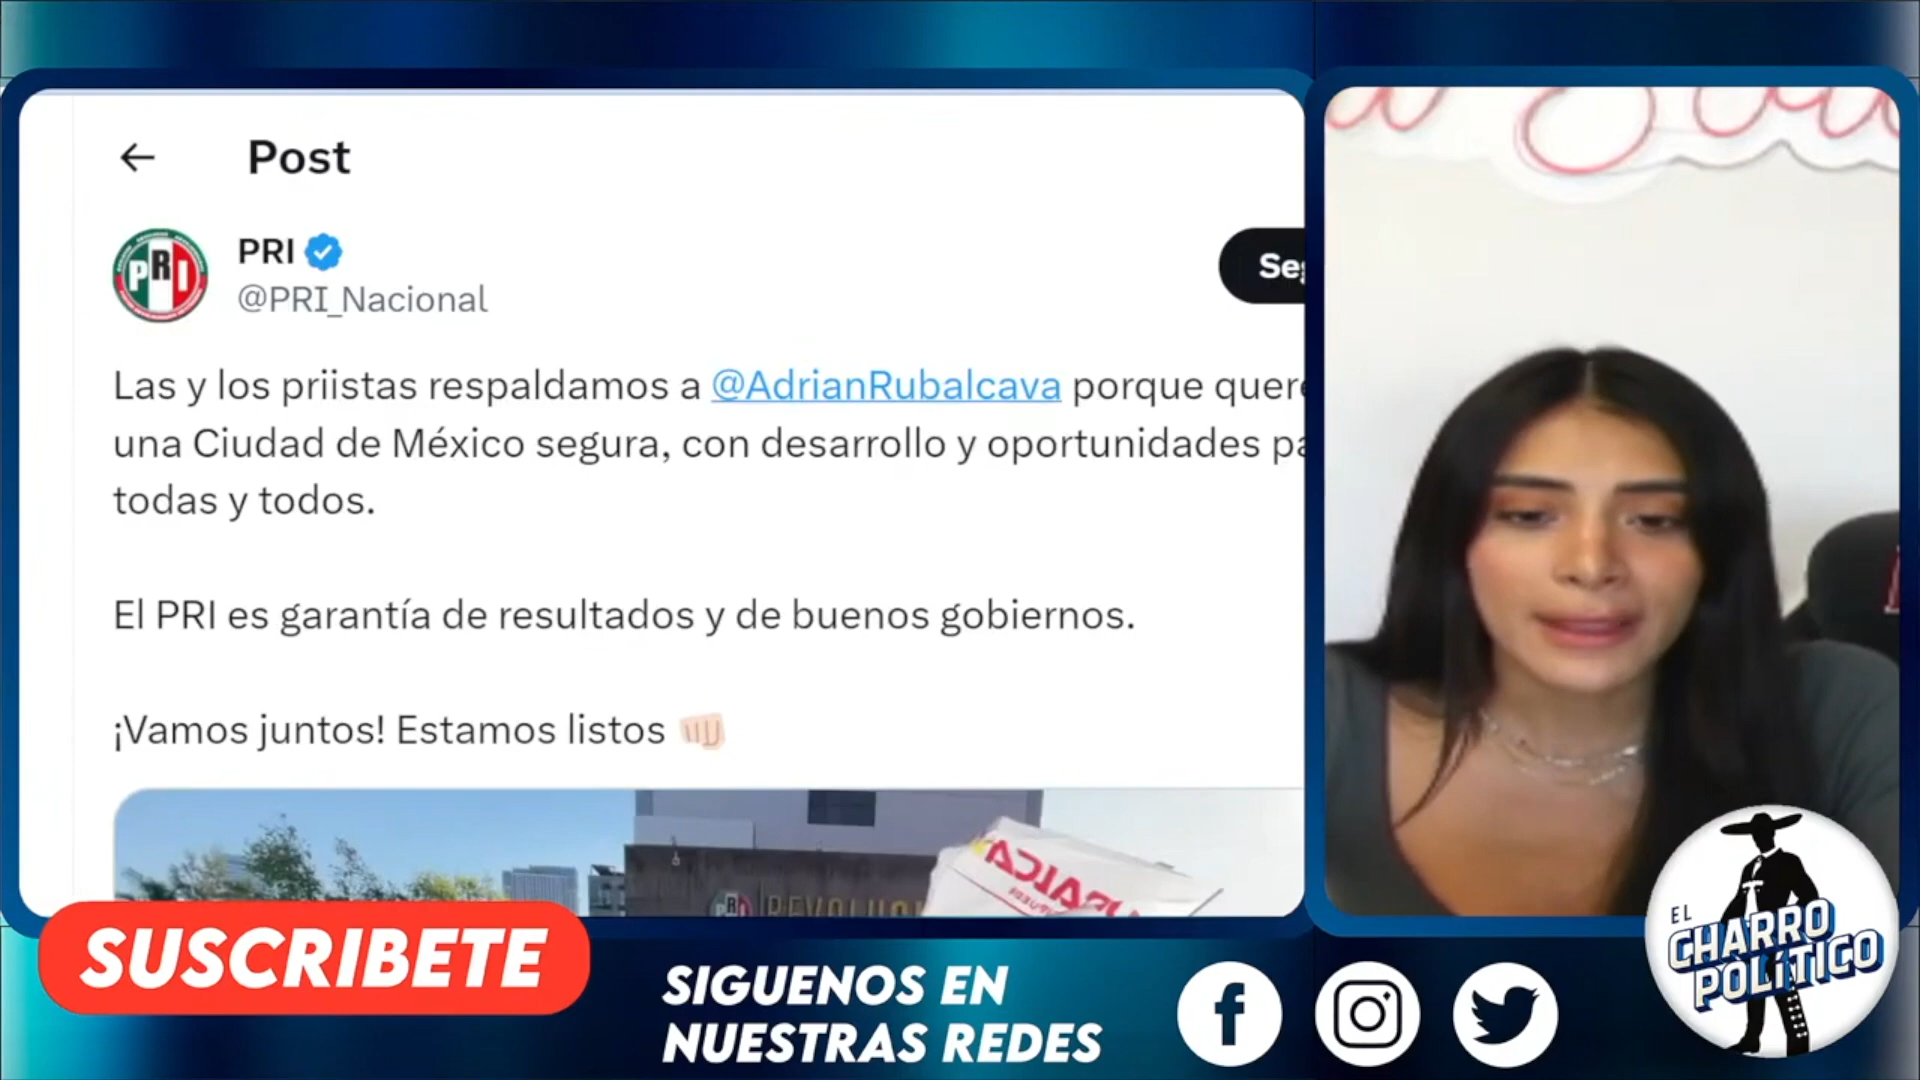 Post
PRI
PRI
@PRI_Nacional
Las y los priistas respaldamos a @AdrianRubalcava porque
una Ciudad de México segura, con desarrollo y oportunidades
todas y todos.
El PRI es garantía de resultados y de buenos gobiernos.
¡Vamos juntos! Estamos listos
PRI
SUSCRIBETE
SIGUENOS EN
NUESTRAS REDES
EL
CHARRO
POLÍTICO